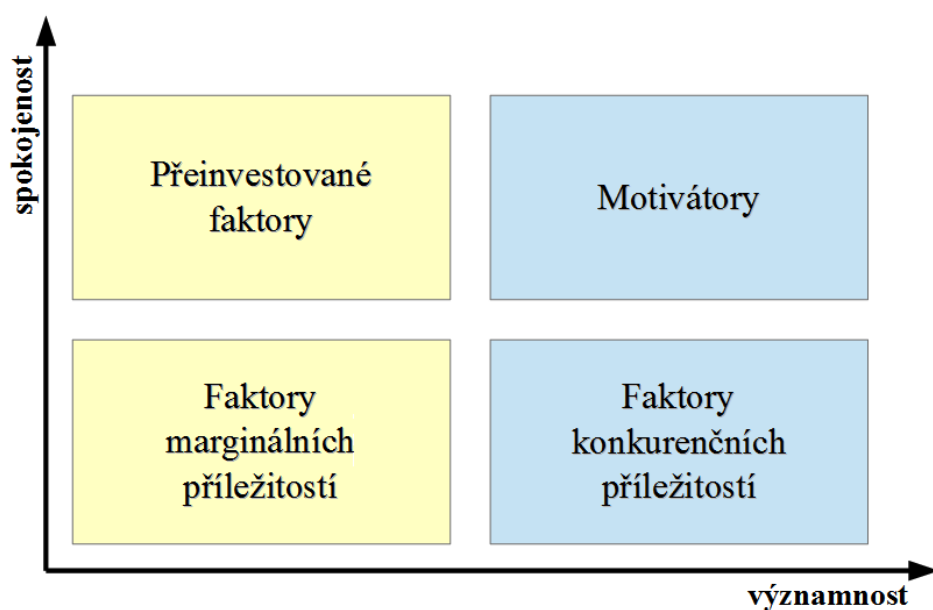 spokojenost
Přeinvestované
faktory
Motivátory
Faktory
marginálních
příležitostí
Faktory
konkurenčních
příležitostí
významnost